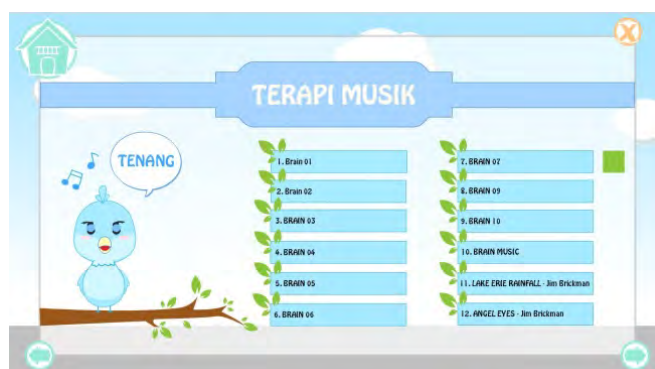 TERAPI MUSIK
TENANG
1. Brain 01
2. Brain 02
3. BRAIN 03
4. BRAIN 04
5. BRAIN 05
6. BRAIN 06
7. BRAIN 07
8. BRAIN 09
9. BRAIN 10
10. BRAIN MUSIC
11. LAKE ERIE RAINFALL - Jim Brickman
12. ANGEL EYES - Jim Brickman